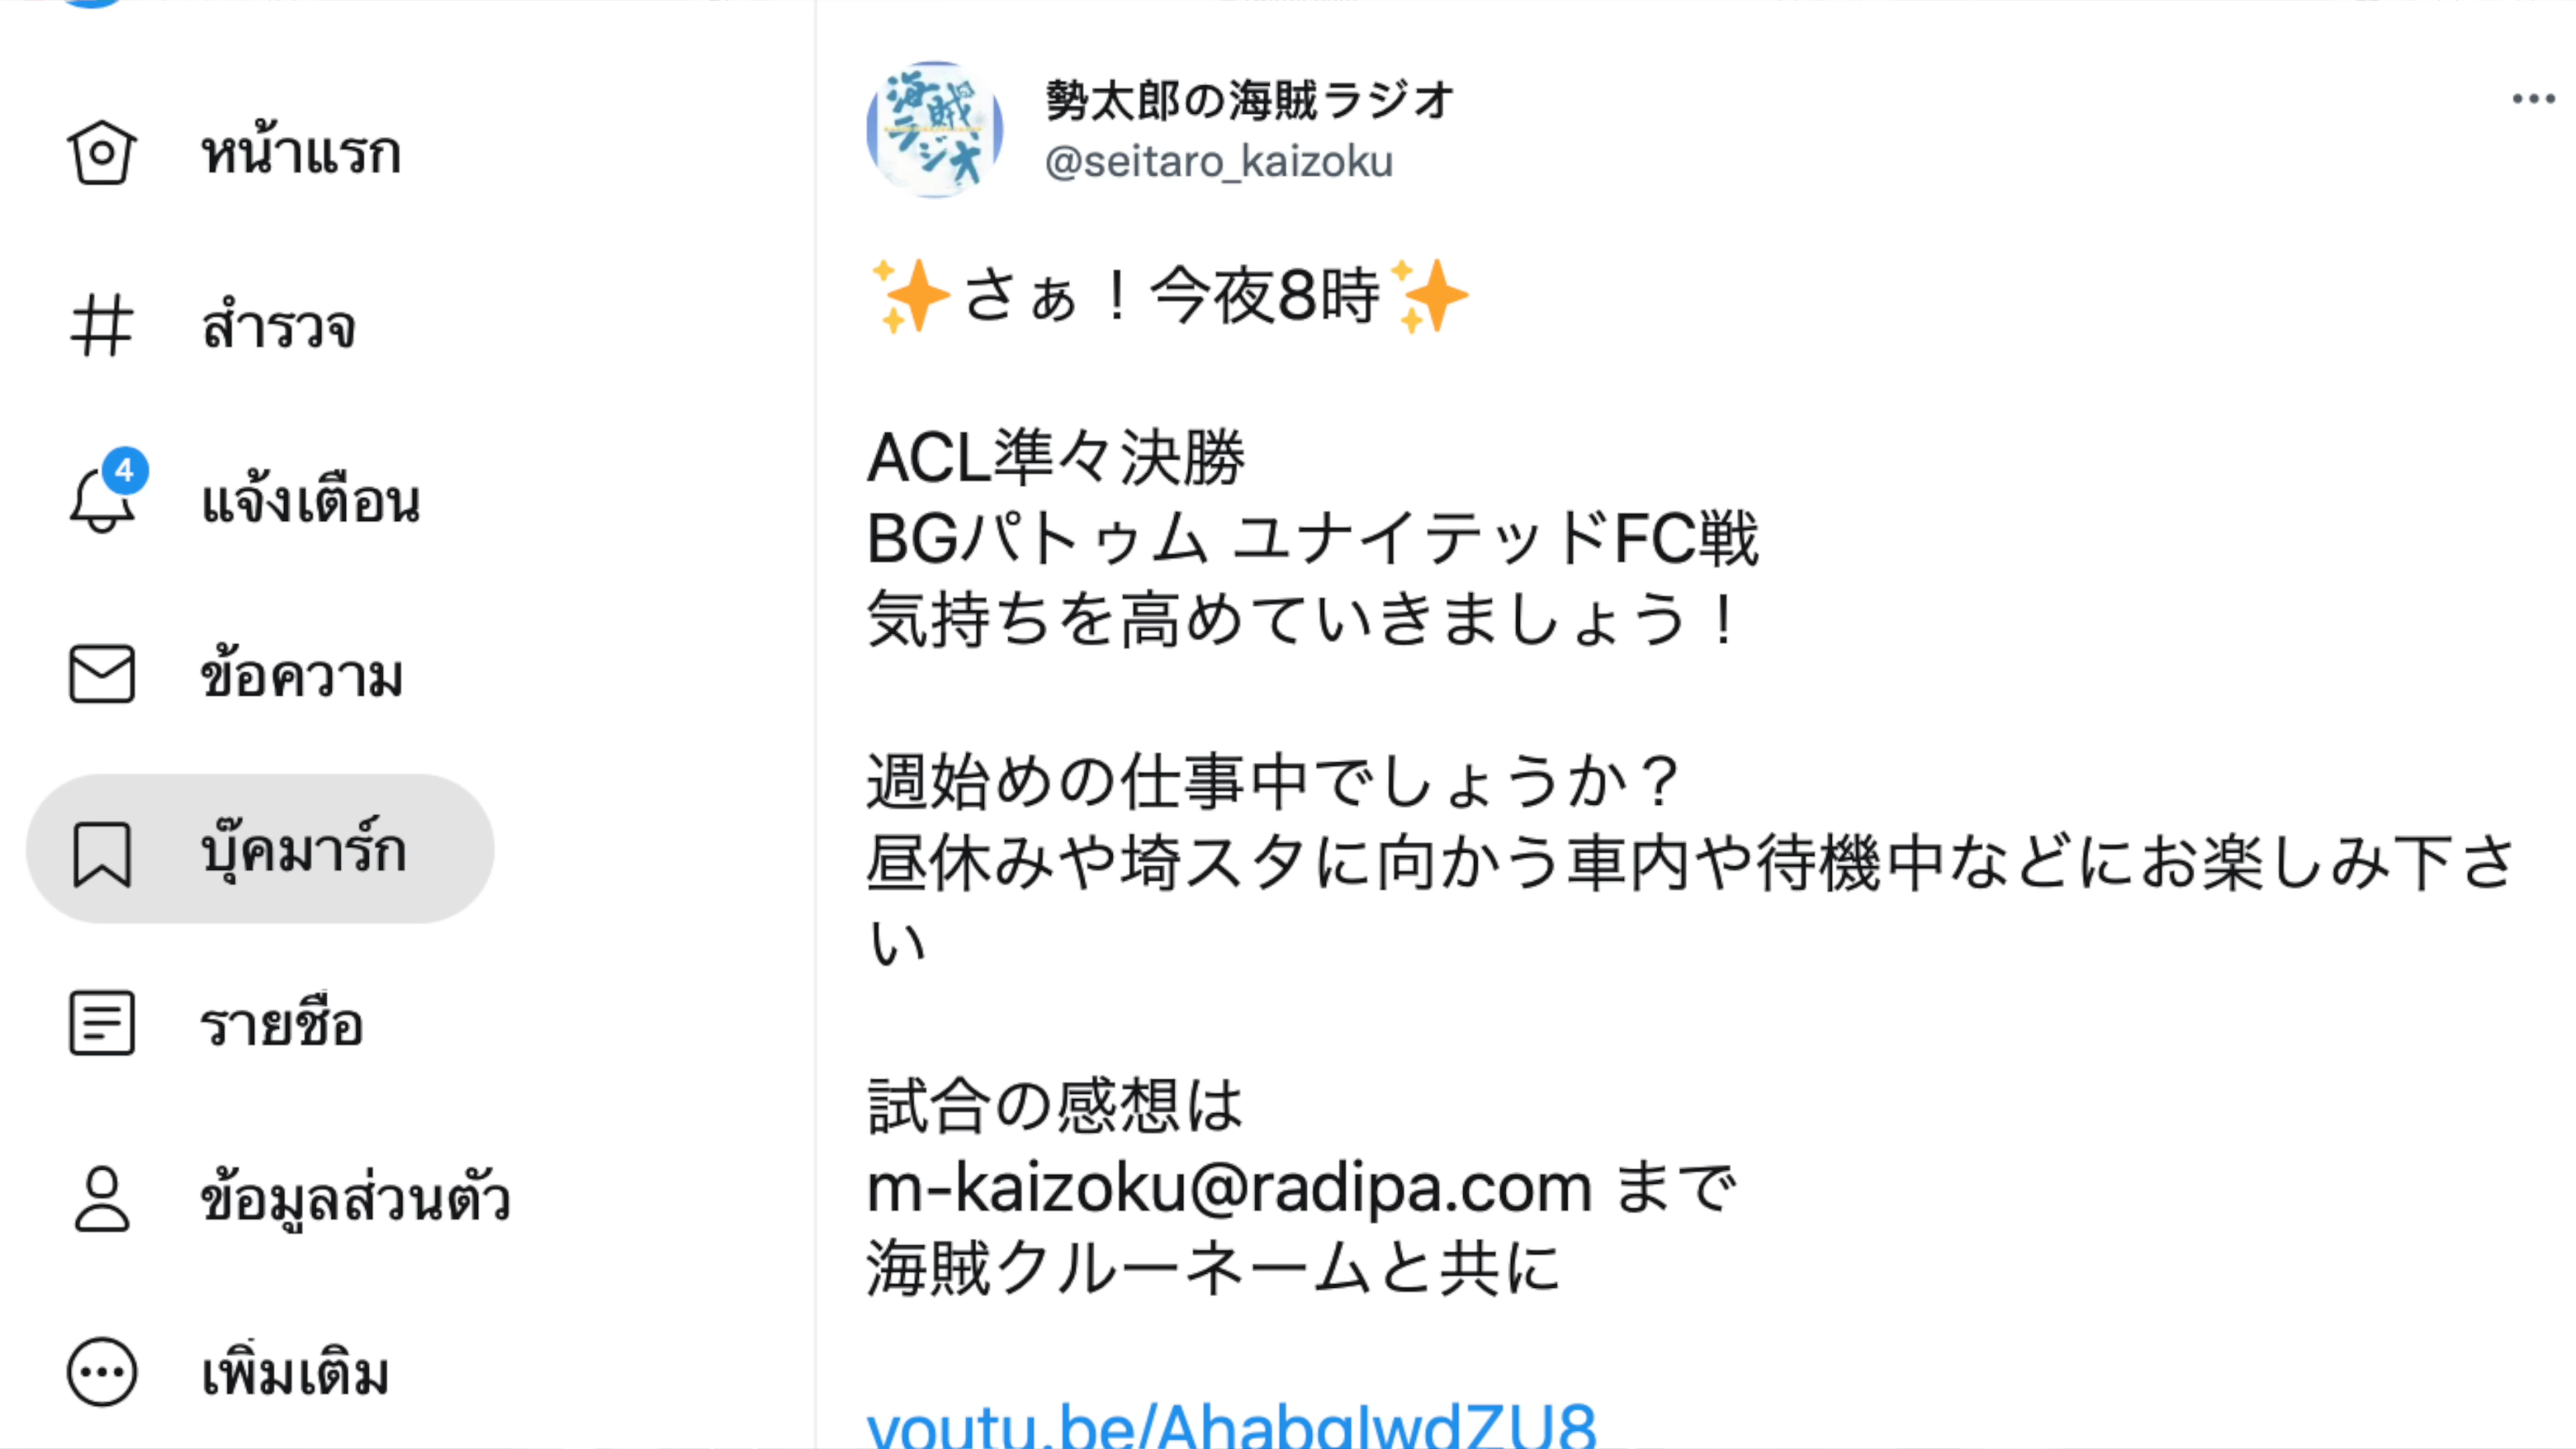 หน้าแรก
สำรวจ
4
แจ้งเตือน
ข้อความ
บุ๊คมาร์ก
รายชื่อ
ข้อมูลส่วนตัว
เพิ่มเติม
海賊ラジオ
勢太郎の海賊ラジオ
@seitaro_kaizoku
✨さぁ！今夜8時✨
ACL準々決勝
BGパトゥム ユナイテッドFC戦
気持ちを高めていきましょう！
週始めの仕事中でしょうか？
昼休みや埼スタに向かう車内や待機中などにお楽しみ下さ
い
試合の感想は
m-kaizoku@radipa.com まで
海賊クルーネームと共に
youtu.be/AhabqIwdZU8